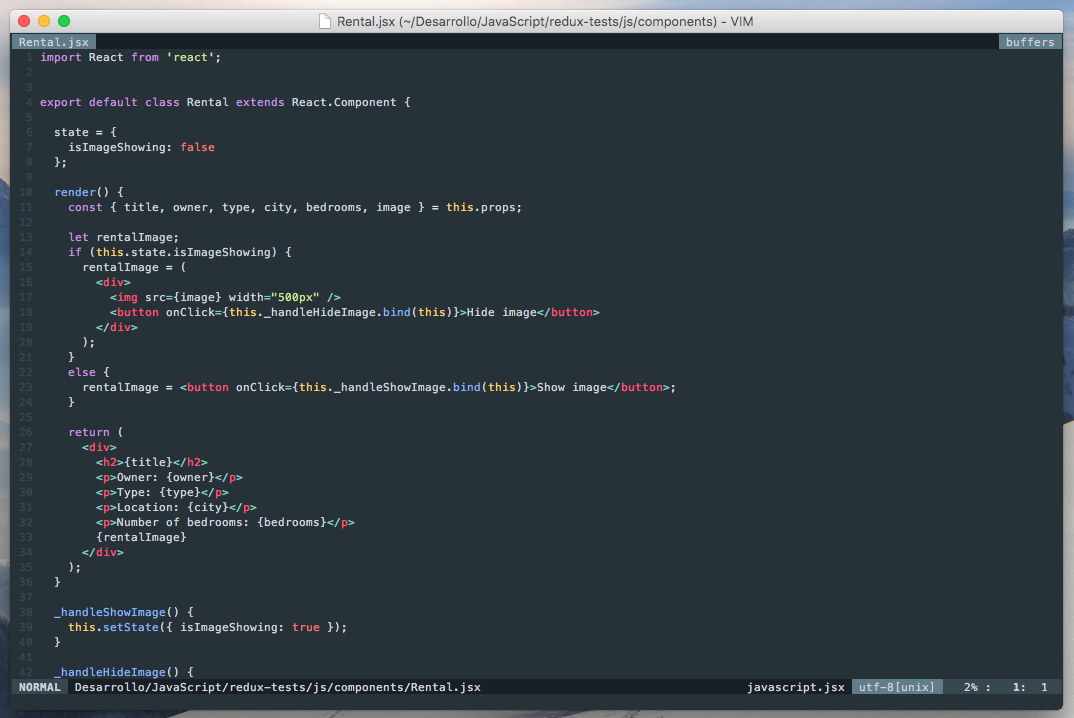 Rental.jsx (~/Desarrollo/JavaScript/redux-tests/js/components) - VIM
Rental.jsx buffers
1 import React from 'react';
2
3
4 export default class Rental extends React.Component {
5
6   state = {
7     isImageShowing: false
8   };
9
10   render() {
11     const { title, owner, type, city, bedrooms, image } = this.props;
12
13     let rentalImage;
14     if (this.state.isImageShowing) {
15       rentalImage = (
16         <div>
17           <img src={image} width="500px" />
18           <button onClick={this._handleHideImage.bind(this)}>Hide image</button>
19         </div>
20       );
21     }
22     else {
23       rentalImage = <button onClick={this._handleShowImage.bind(this)}>Show image</button>;
24     }
25
26     return (
27       <div>
28         <h2>{title}</h2>
29         <p>Owner: {owner}</p>
30         <p>Type: {type}</p>
31         <p>Location: {city}</p>
32         <p>Number of bedrooms: {bedrooms}</p>
33         {rentalImage}
34       </div>
35     );
36   }
37
38   _handleShowImage() {
39     this.setState({ isImageShowing: true });
40   }
41
42   _handleHideImage() {
NORMAL Desarrollo/JavaScript/redux-tests/js/components/Rental.jsx javascript.jsx utf-8[unix] 2% : 1: 1